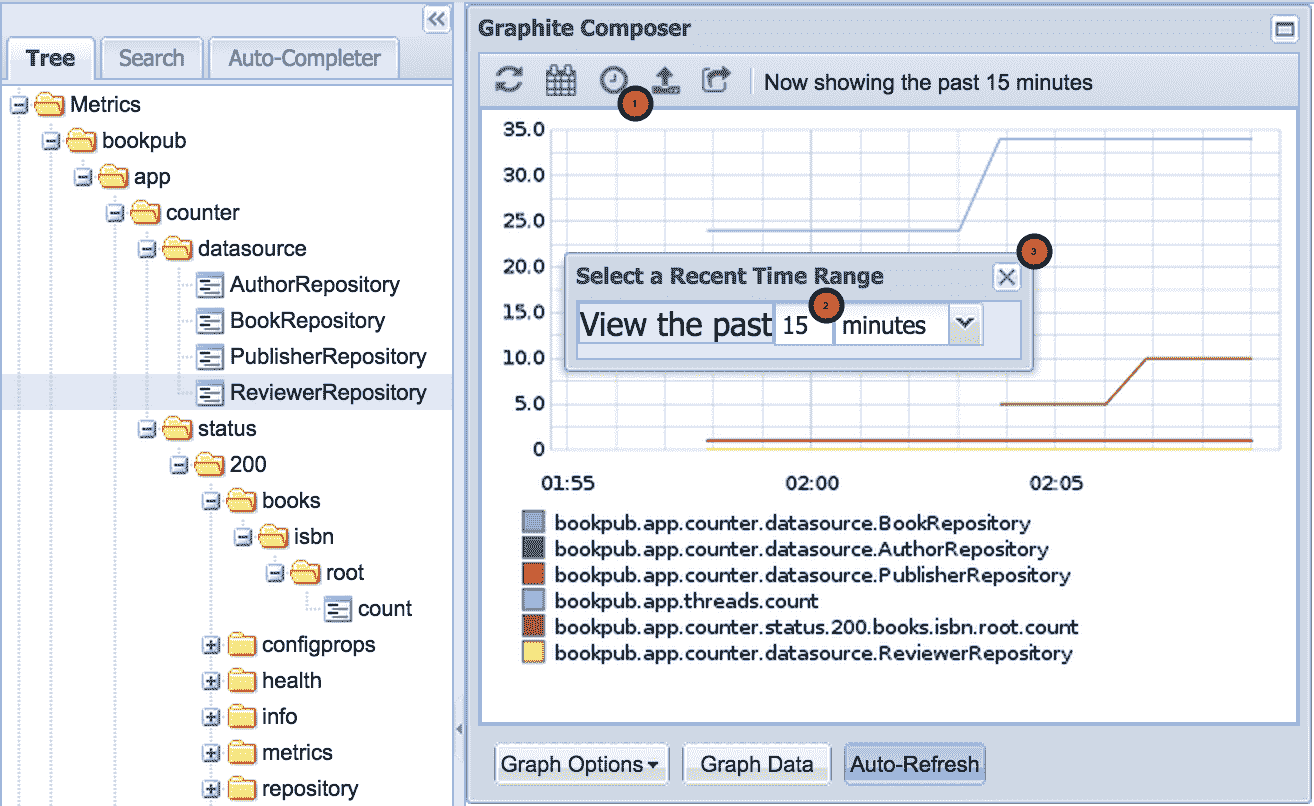 Tree Search Auto-Completer
Metrics
bookpub
app
counter
datasource
AuthorRepository
BookRepository
PublisherRepository
ReviewerRepository
status
200
books
isbn
root
count
configprops
health
info
metrics
repository
Graphite Composer
Now showing the past 15 minutes
1
35.0
30.0
25.0
20.0
15.0
10.0
5.0
0
01:55 02:00 02:05
3
Select a Recent Time Range
2
View the past 15 minutes
bookpub.app.counter.datasource.BookRepository
bookpub.app.counter.datasource.AuthorRepository
bookpub.app.counter.datasource.PublisherRepository
bookpub.app.threads.count
bookpub.app.counter.status.200.books.isbn.root.count
bookpub.app.counter.datasource.ReviewerRepository
Graph Options Graph Data Auto-Refresh